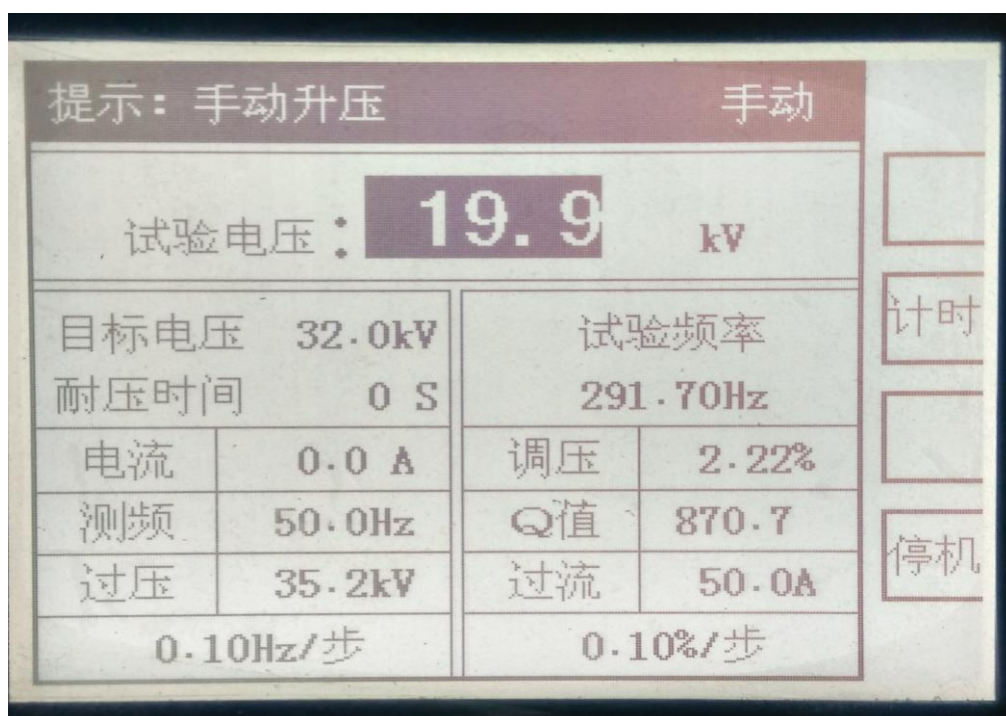 提示：手动升压 手动
试验电压： 19.9 kV
目标电压 32.0kV
耐压时间 0 S
试验频率
291.70Hz
电流 0.0 A 调压 2.22%
测频 50.0Hz Q值 870.7
过压 35.2kV 过流 50.0A
0.10Hz/步 0.10%/步
计时
停机